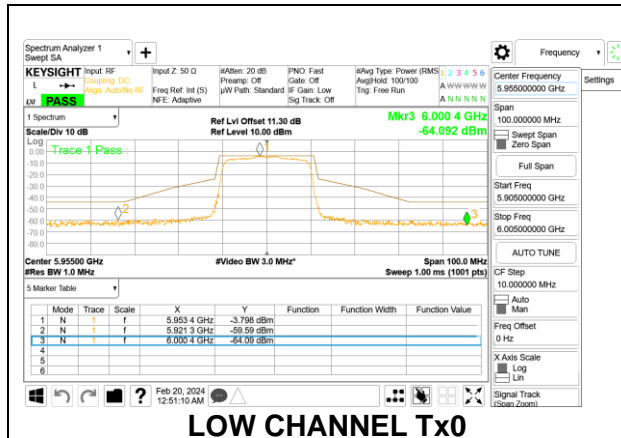 Spectrum Analyzer 1
Swept SA
Frequency
KEYSIGHT
Input: RF
Coupling: DC
Align: Auto/No RF
Input Z: 50 Ω
Freq Ref: Int (S)
NFE: Adaptive
#Atten: 20 dB
Preamp: Off
µW Path: Standard
PNO: Fast
Gate: Off
IF Gain: Low
Sig Track: Off
#Avg Type: Power (RMS
Avg|Hold: 100/100
Trig: Free Run
1 2 3 4 5 6
A W W W W W
A N N N N N
L
LXI
PASS
Settings
1 Spectrum
Scale/Div 10 dB
Ref Lvl Offset 11.30 dB
Ref Level 10.00 dBm
Mkr3 6.000 4 GHz
-64.092 dBm
Log
Trace 1 Pass
0.00
-10.0
-20.0
-30.0
-40.0
-50.0
-60.0
-70.0
-80.0
1
2
3
Center 5.95500 GHz
#Video BW 3.0 MHz*
Span 100.0 MHz
#Res BW 1.0 MHz
Sweep 1.00 ms (1001 pts)
5 Marker Table
Mode Trace Scale X Y Function Function Width Function Value
1 N 1 f 5.953 4 GHz -3.798 dBm
2 N 1 f 5.921 3 GHz -59.59 dBm
3 N 1 f 6.000 4 GHz -64.09 dBm
4
5
6
Center Frequency
5.955000000 GHz
Span
100.000000 MHz
Swept Span
Zero Span
Full Span
Start Freq
5.905000000 GHz
Stop Freq
6.005000000 GHz
AUTO TUNE
CF Step
10.000000 MHz
Auto
Man
Freq Offset
0 Hz
X Axis Scale
Log
Lin
Signal Track
(Span Zoom)
?
Feb 20, 2024
12:51:10 AM
LOW CHANNEL Tx0